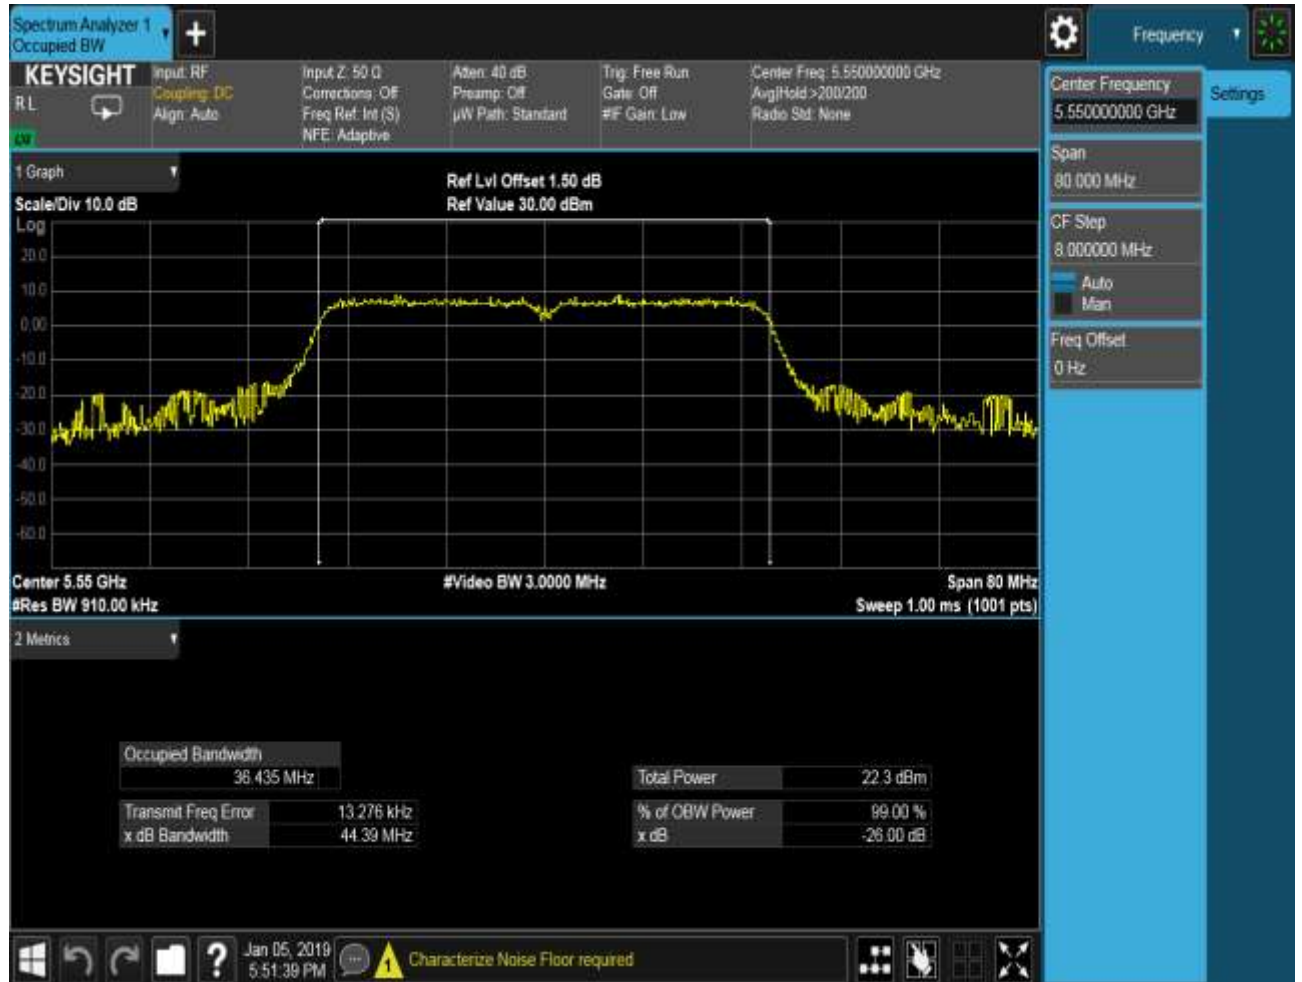 Spectrum Analyzer 1
Occupied BW
+
Frequency
KEYSIGHT
RL
Input: RF
Coupling: DC
Align: Auto
Input Z: 50 Ω
Corrections: Off
Freq Ref: Int (S)
NFE: Adaptive
Atten: 40 dB
Preamp: Off
µW Path: Standard
Trig: Free Run
Gate: Off
#IF Gain: Low
Center Freq: 5.550000000 GHz
Avg|Hold:>200/200
Radio Std: None
Center Frequency
5.550000000 GHz
Settings
Span
80.000 MHz
CF Step
8.000000 MHz
Auto
Man
Freq Offset
0 Hz
1 Graph
Scale/Div 10.0 dB
Ref Lvl Offset 1.50 dB
Ref Value 30.00 dBm
Log
20.0
10.0
0.00
-10.0
-20.0
-30.0
-40.0
-50.0
-60.0
Center 5.55 GHz
#Video BW 3.0000 MHz
Span 80 MHz
#Res BW 910.00 kHz
Sweep 1.00 ms (1001 pts)
2 Metrics
Occupied Bandwidth
36.435 MHz
Total Power 22.3 dBm
Transmit Freq Error 13.276 kHz
% of OBW Power 99.00 %
x dB Bandwidth 44.39 MHz
x dB -26.00 dB
?
Jan 05, 2019
5:51:39 PM
1
Characterize Noise Floor required